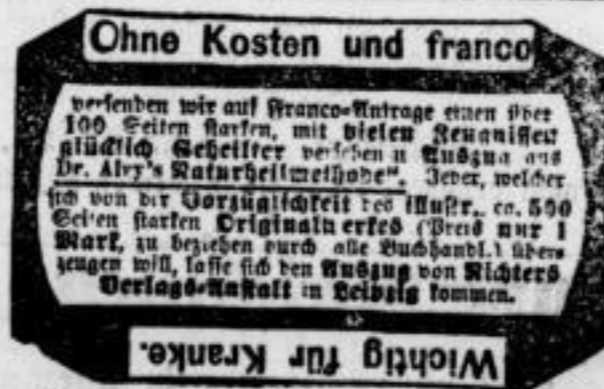 Ohne Kosten und franco
versenden wir auf Franco-Antrage einen über
100 Seiten starken, mit vielen Zeugnissen
glücklich Geheilter versehen n Auszug aus
Dr. Airy's Naturheilmethode". Jeder, welcher
sich von der Vorzüglichkeit des illustr., ca. 500
Seiten starken Originalwerkes (Preis nur 1
Mark, zu beziehen durch alle Buchhandl.) über-
zeugen will, lasse sich den Auszug von Richters
Verlags-Anstalt in Leipzig kommen.
Wichtig für Kranke.